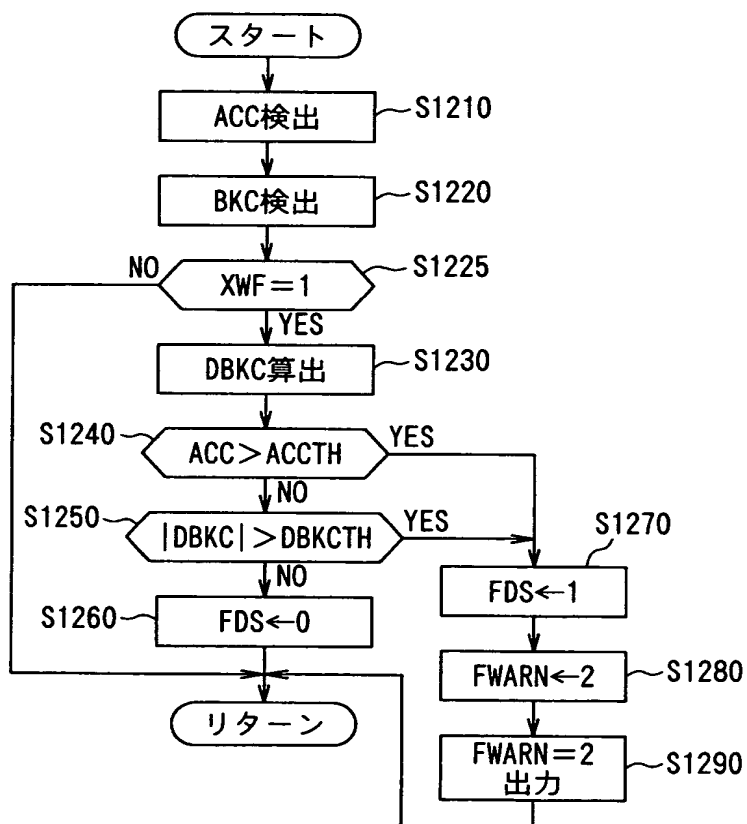 スタート
ACC検出
S1210
BKC検出
S1220
NO
XWF=1
S1225
YES
DBKC算出
S1230
S1240
ACC>ACCTH
YES
NO
S1250
|DBKC|>DBKCTH
YES
NO
S1260
FDS←0
リターン
S1270
FDS←1
FWARN←2
S1280
FWARN=2
出力
S1290